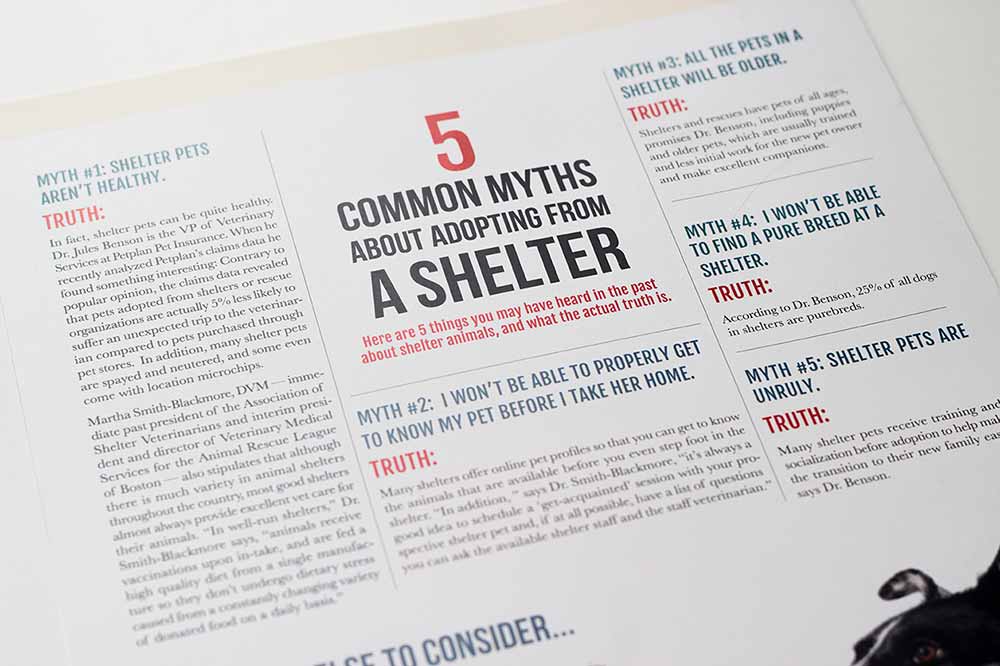 5
COMMON MYTHS
ABOUT ADOPTING FROM
A SHELTER
Here are 5 things you may have heard in the past
about shelter animals, and what the actual truth is.
MYTH #1: SHELTER PETS
AREN'T HEALTHY.
TRUTH:
In fact, shelter pets can be quite healthy.
Dr. Jules Benson is the VP of Veterinary
Services at Petplan Pet Insurance. When he
recently analyzed Petplan's claims data he
found something interesting: Contrary to
popular opinion, the claims data revealed
that pets adopted from shelters or rescue
organizations are actually 5% less likely to
suffer an unexpected trip to the veterinar-
ian compared to pets purchased through
pet stores. In addition, many shelter pets
are spayed and neutered, and some even
come with location microchips.
Martha Smith-Blackmore, DVM — imme-
diate past president of the Association of
Shelter Veterinarians and interim presi-
dent and director of Veterinary Medical
Services for the Animal Rescue League
of Boston — also stipulates that although
there is much variety in animal shelters
throughout the country, most good shelters
almost always provide excellent vet care for
their animals. "In well-run shelters," Dr.
Smith-Blackmore says, "animals receive
vaccinations upon in-take, and are fed a
high quality diet from a single manufac-
ture so they don't undergo dietary stress
caused from a constantly changing variety
of donated food on a daily basis."
MYTH #2: I WON'T BE ABLE TO PROPERLY GET
TO KNOW MY PET BEFORE I TAKE HER HOME.
TRUTH:
Many shelters offer online pet profiles so that you can get to know
the animals that are available before you even step foot in the
shelter. "In addition," says Dr. Smith-Blackmore, "it's always a
good idea to schedule a 'get-acquainted' session with your pro-
spective shelter pet and, if at all possible, have a list of questions
you can ask the available shelter staff and the staff veterinarian."
MYTH #3: ALL THE PETS IN A
SHELTER WILL BE OLDER.
TRUTH:
Shelters and rescues have pets of all ages,
promises Dr. Benson, including puppies
and older pets, which are usually trained
and less initial work for the new pet owner
and make excellent companions.
MYTH #4: I WON'T BE ABLE
TO FIND A PURE BREED AT A
SHELTER.
TRUTH:
According to Dr. Benson, 25% of all dogs
in shelters are purebreds.
MYTH #5: SHELTER PETS ARE
UNRULY.
TRUTH:
Many shelter pets receive training and
socialization before adoption to help
the transition to their new family
says Dr. Benson.
TO CONSIDER...